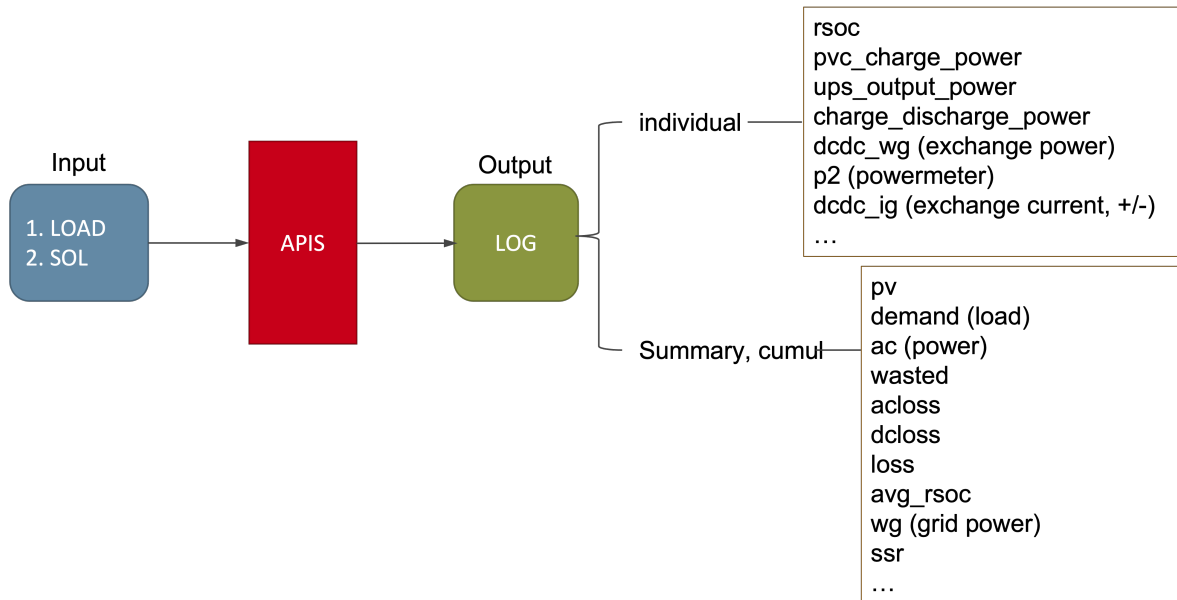 Input
1. LOAD
2. SOL
APIS
Output
LOG
individual
rsoc
pvc_charge_power
ups_output_power
charge_discharge_power
dcdc_wg (exchange power)
p2 (powermeter)
dcdc_ig (exchange current, +/-)
…
Summary, cumul
pv
demand (load)
ac (power)
wasted
acloss
dcloss
loss
avg_rsoc
wg (grid power)
ssr
…